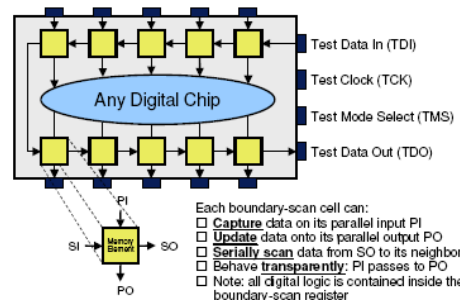 Test Data In (TDI)
Test Clock (TCK)
Any Digital Chip
Test Mode Select (TMS)
Test Data Out (TDO)
PI
SI
Memory
Element
SO
PO
Each boundary-scan cell can:
□ Capture data on its parallel input PI
□ Update data onto its parallel output PO
□ Serially scan data from SO to its neighbor
□ Behave transparently: PI passes to PO
□ Note: all digital logic is contained inside the
boundary-scan register